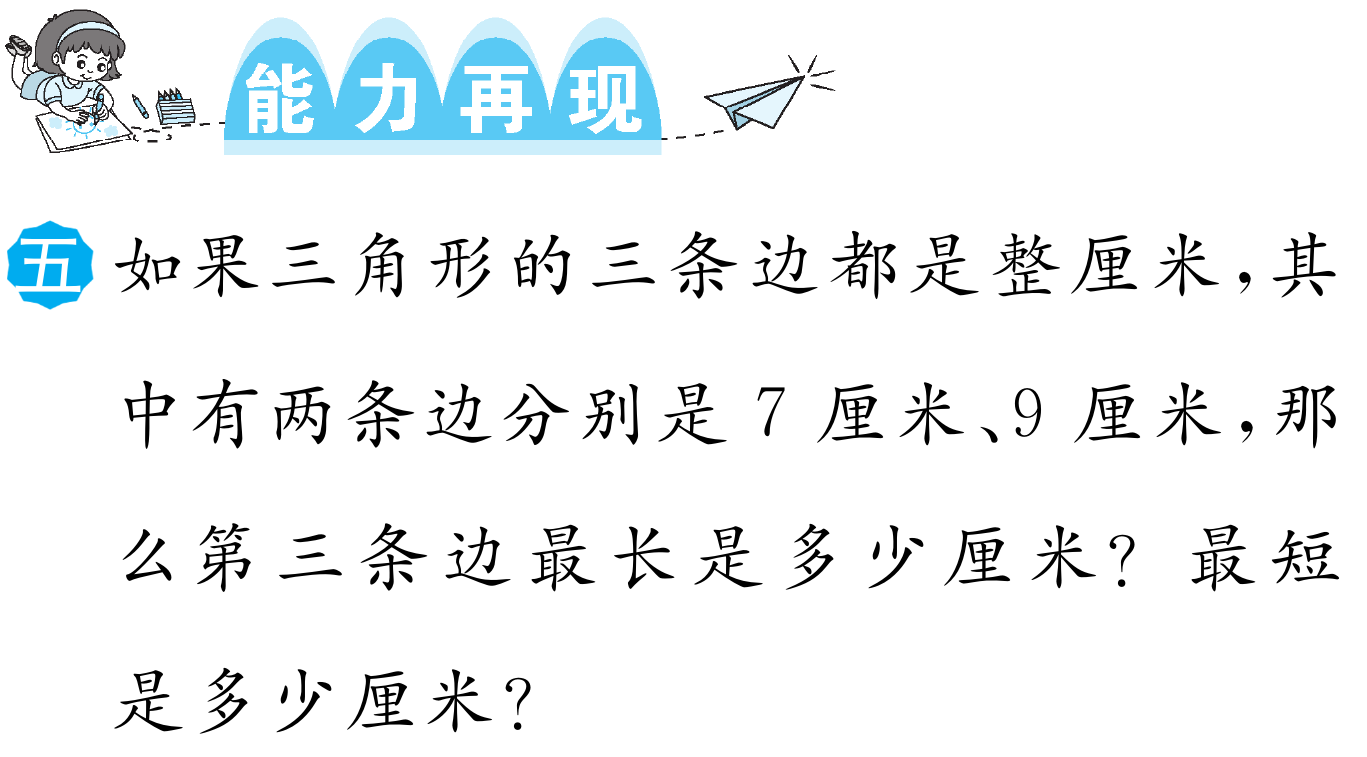 能力再现
五 如果三角形的三条边都是整厘米,其
中有两条边分别是 7 厘米、9 厘米,那
么第三条边最长是多少厘米? 最短
是多少厘米?